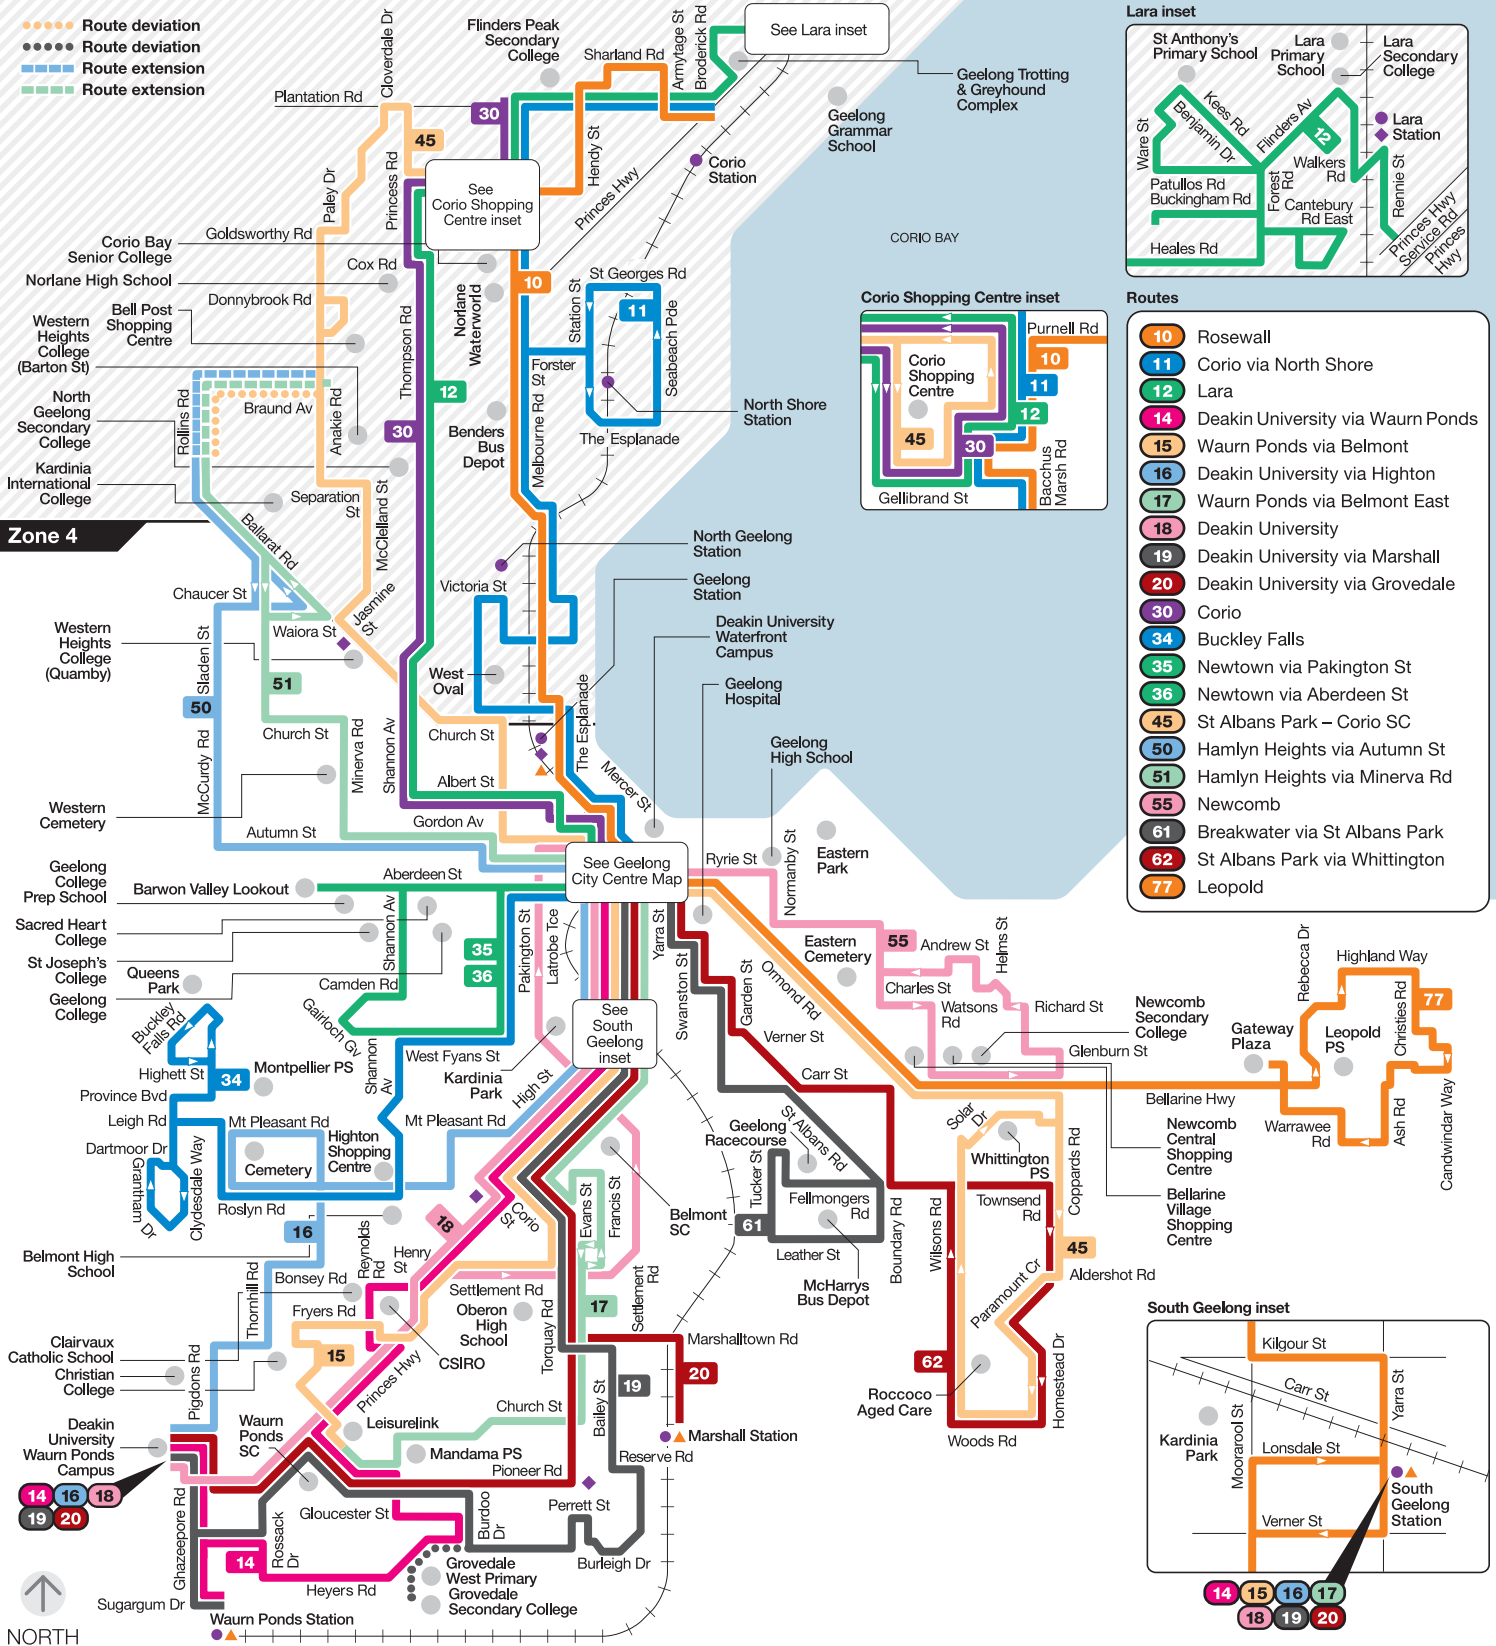 Route deviation
Route deviation
Route extension
Route extension
Cloverdale Dr
Flinders Peak
Secondary
College
Sharland Rd
Armytage St
Broderick Rd
See Lara inset
Geelong Trotting
& Greyhound
Complex
Geelong
Grammar
School
Plantation Rd
30
45
Corio
Station
Hendy St
Princes Hwy
Princess Rd
See
Corio Shopping
Centre inset
Paley Dr
Goldsworthy Rd
Corio Bay
Senior College
Norlane High School
Cox Rd
Donnybrook Rd
Bell Post
Shopping
Centre
Western
Heights
College
(Barton St)
North
Geelong
Secondary
College
Kardinia
International
College
Rollins Rd
Braund Av
Anakie Rd
Thompson Rd
Norlane
Waterworld
10
12
30
St Georges Rd
Station St
11
Seabeach Pde
Forster
St
North Shore
Station
The Esplanade
Benders
Bus
Depot
Melbourne Rd
Separation
St
McClelland St
Ballarat Rd
Zone 4
Chaucer St
Jasmine
St
Waiora St
Victoria St
North Geelong
Station
Geelong
Station
Deakin University
Waterfront
Campus
Geelong
Hospital
Geelong
High School
Western
Heights
College
(Quamby)
Sladen St
51
50
West
Oval
Church St
Church St
McCurdy Rd
Minerva Rd
Shannon Av
Albert St
Gordon Av
The Esplanade
Mercer St
Western
Cemetery
Autumn St
CORIO BAY
Lara inset
St Anthony's
Primary School
Lara
Primary
School
Lara
Secondary
College
Kees Rd
Benjamin Dr
Ware St
Flinders Av
12
Lara
Station
Walkers
Rd
Patullos Rd
Buckingham Rd
Forest
Rd
Cantebury
Rd East
Rennie St
Heales Rd
Princes Hwy
Service Rd
Princes
Hwy
Corio Shopping Centre inset
Purnell Rd
Corio
Shopping
Centre
10
11
12
45
30
Gellibrand St
Bacchus
Marsh Rd
Routes
10 Rosewall
11 Corio via North Shore
12 Lara
14 Deakin University via Waurn Ponds
15 Waurn Ponds via Belmont
16 Deakin University via Highton
17 Waurn Ponds via Belmont East
18 Deakin University
19 Deakin University via Marshall
20 Deakin University via Grovedale
30 Corio
34 Buckley Falls
35 Newtown via Pakington St
36 Newtown via Aberdeen St
45 St Albans Park – Corio SC
50 Hamlyn Heights via Autumn St
51 Hamlyn Heights via Minerva Rd
55 Newcomb
61 Breakwater via St Albans Park
62 St Albans Park via Whittington
77 Leopold
See Geelong
City Centre Map
Ryrie St
Normanby St
Eastern
Park
Geelong
College
Prep School
Barwon Valley Lookout
Aberdeen St
Sacred Heart
College
St Joseph's
College
Geelong
College
Queens
Park
Shannon Av
Camden Rd
Gairloch Gv
35
36
Pakington St
Latrobe Tce
Yarra St
Swanston St
Garden St
Eastern
Cemetery
55
Andrew St
Helms St
Charles St
Watsons
Rd
Richard St
Glenburn St
Ormond Rd
Verner St
Carr St
Newcomb
Secondary
College
Gateway
Plaza
Leopold
PS
Rebecca Dr
Highland Way
Christies Rd
77
Bellarine Hwy
Warrawee
Rd
Ash Rd
Candwindar Way
Newcomb
Central
Shopping
Centre
Bellarine
Village
Shopping
Centre
See
South
Geelong
inset
Buckley
Falls Rd
Highett St
34
Montpellier PS
Province Bvd
Leigh Rd
Dartmoor Dr
Grantham
Dr
Clydesdale Way
Mt Pleasant Rd
Cemetery
Highton
Shopping
Centre
Shannon
Av
West Fyans St
Kardinia
Park
High St
Mt Pleasant Rd
Roslyn Rd
16
Reynolds
Rd
Henry
St
18
Corio
St
Evans St
Francis St
Belmont
SC
Geelong
Racecourse
St Albans Rd
Tucker St
Fellmongers
Rd
61
Leather St
McHarrys
Bus Depot
Boundary Rd
Solar
Dr
Whittington
PS
Coppards Rd
Townsend
Rd
Wilsons Rd
45
Aldershot Rd
Paramount Cr
Homestead Dr
62
Roccoco
Aged Care
Woods Rd
Belmont High
School
Thornhill Rd
Bonsey Rd
Fryers Rd
Settlement Rd
Settlement
Rd
Oberon
High
School
CSIRO
Torquay Rd
17
Marshalltown Rd
20
Clairvaux
Catholic School
Christian
College
Pigdons Rd
15
Princes Hwy
19
Bailey St
Church St
Leisurelink
Mandama PS
Marshall Station
Waurn
Ponds
SC
Pioneer Rd
Reserve Rd
Deakin
University
Waurn Ponds
Campus
14 16 18
19 20
Ghazeepore Rd
Gloucester St
Burdoo
Dr
Perrett St
Burleigh Dr
14
Rossack
Dr
Heyers Rd
Grovedale
West Primary
Grovedale
Secondary College
Sugargum Dr
Waurn Ponds Station
NORTH
South Geelong inset
Kilgour St
Carr St
Yarra St
Kardinia
Park
Moorarool St
Lonsdale St
South
Geelong
Station
Verner St
14 15 16 17
18 19 20